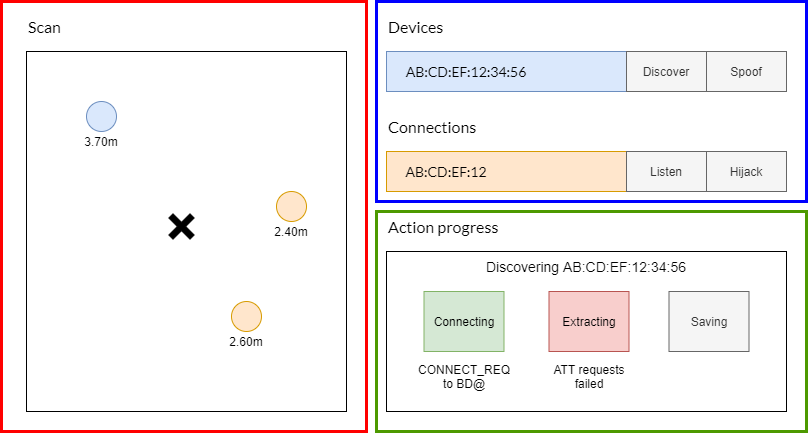 Scan
3.70m
2.40m
2.60m
Devices
AB:CD:EF:12:34:56 Discover Spoof
Connections
AB:CD:EF:12 Listen Hijack
Action progress
Discovering AB:CD:EF:12:34:56
Connecting Extracting Saving
CONNECT_REQ ATT requests
to BD@ failed